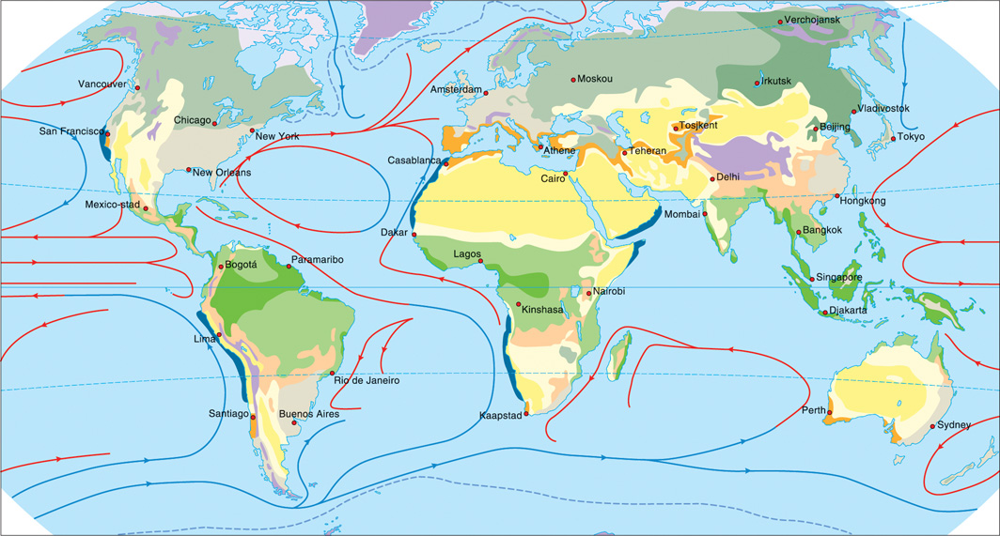 Verchojansk
Vancouver
Moskou
Irkutsk
Amsterdam
Chicago
Vladivostok
San Francisco
New York
Tosjkent
Beijing
Tokyo
Athene
Teheran
Casablanca
New Orleans
Cairo
Delhi
Mexico-stad
Hongkong
Dakar
Mombai
Bangkok
Lagos
Bogotá
Paramaribo
Singapore
Nairobi
Kinshasa
Djakarta
Lima
Rio de Janeiro
Santiago
Buenos Aires
Kaapstad
Perth
Sydney